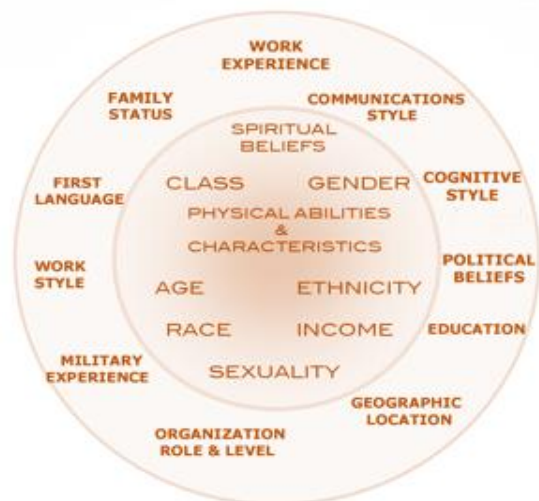 WORK
EXPERIENCE
FAMILY
STATUS
COMMUNICATIONS
STYLE
SPIRITUAL
BELIEFS
FIRST
LANGUAGE
CLASS
GENDER
COGNITIVE
STYLE
PHYSICAL ABILITIES
&
CHARACTERISTICS
WORK
STYLE
POLITICAL
BELIEFS
AGE
ETHNICITY
RACE
INCOME
EDUCATION
MILITARY
EXPERIENCE
SEXUALITY
GEOGRAPHIC
LOCATION
ORGANIZATION
ROLE & LEVEL